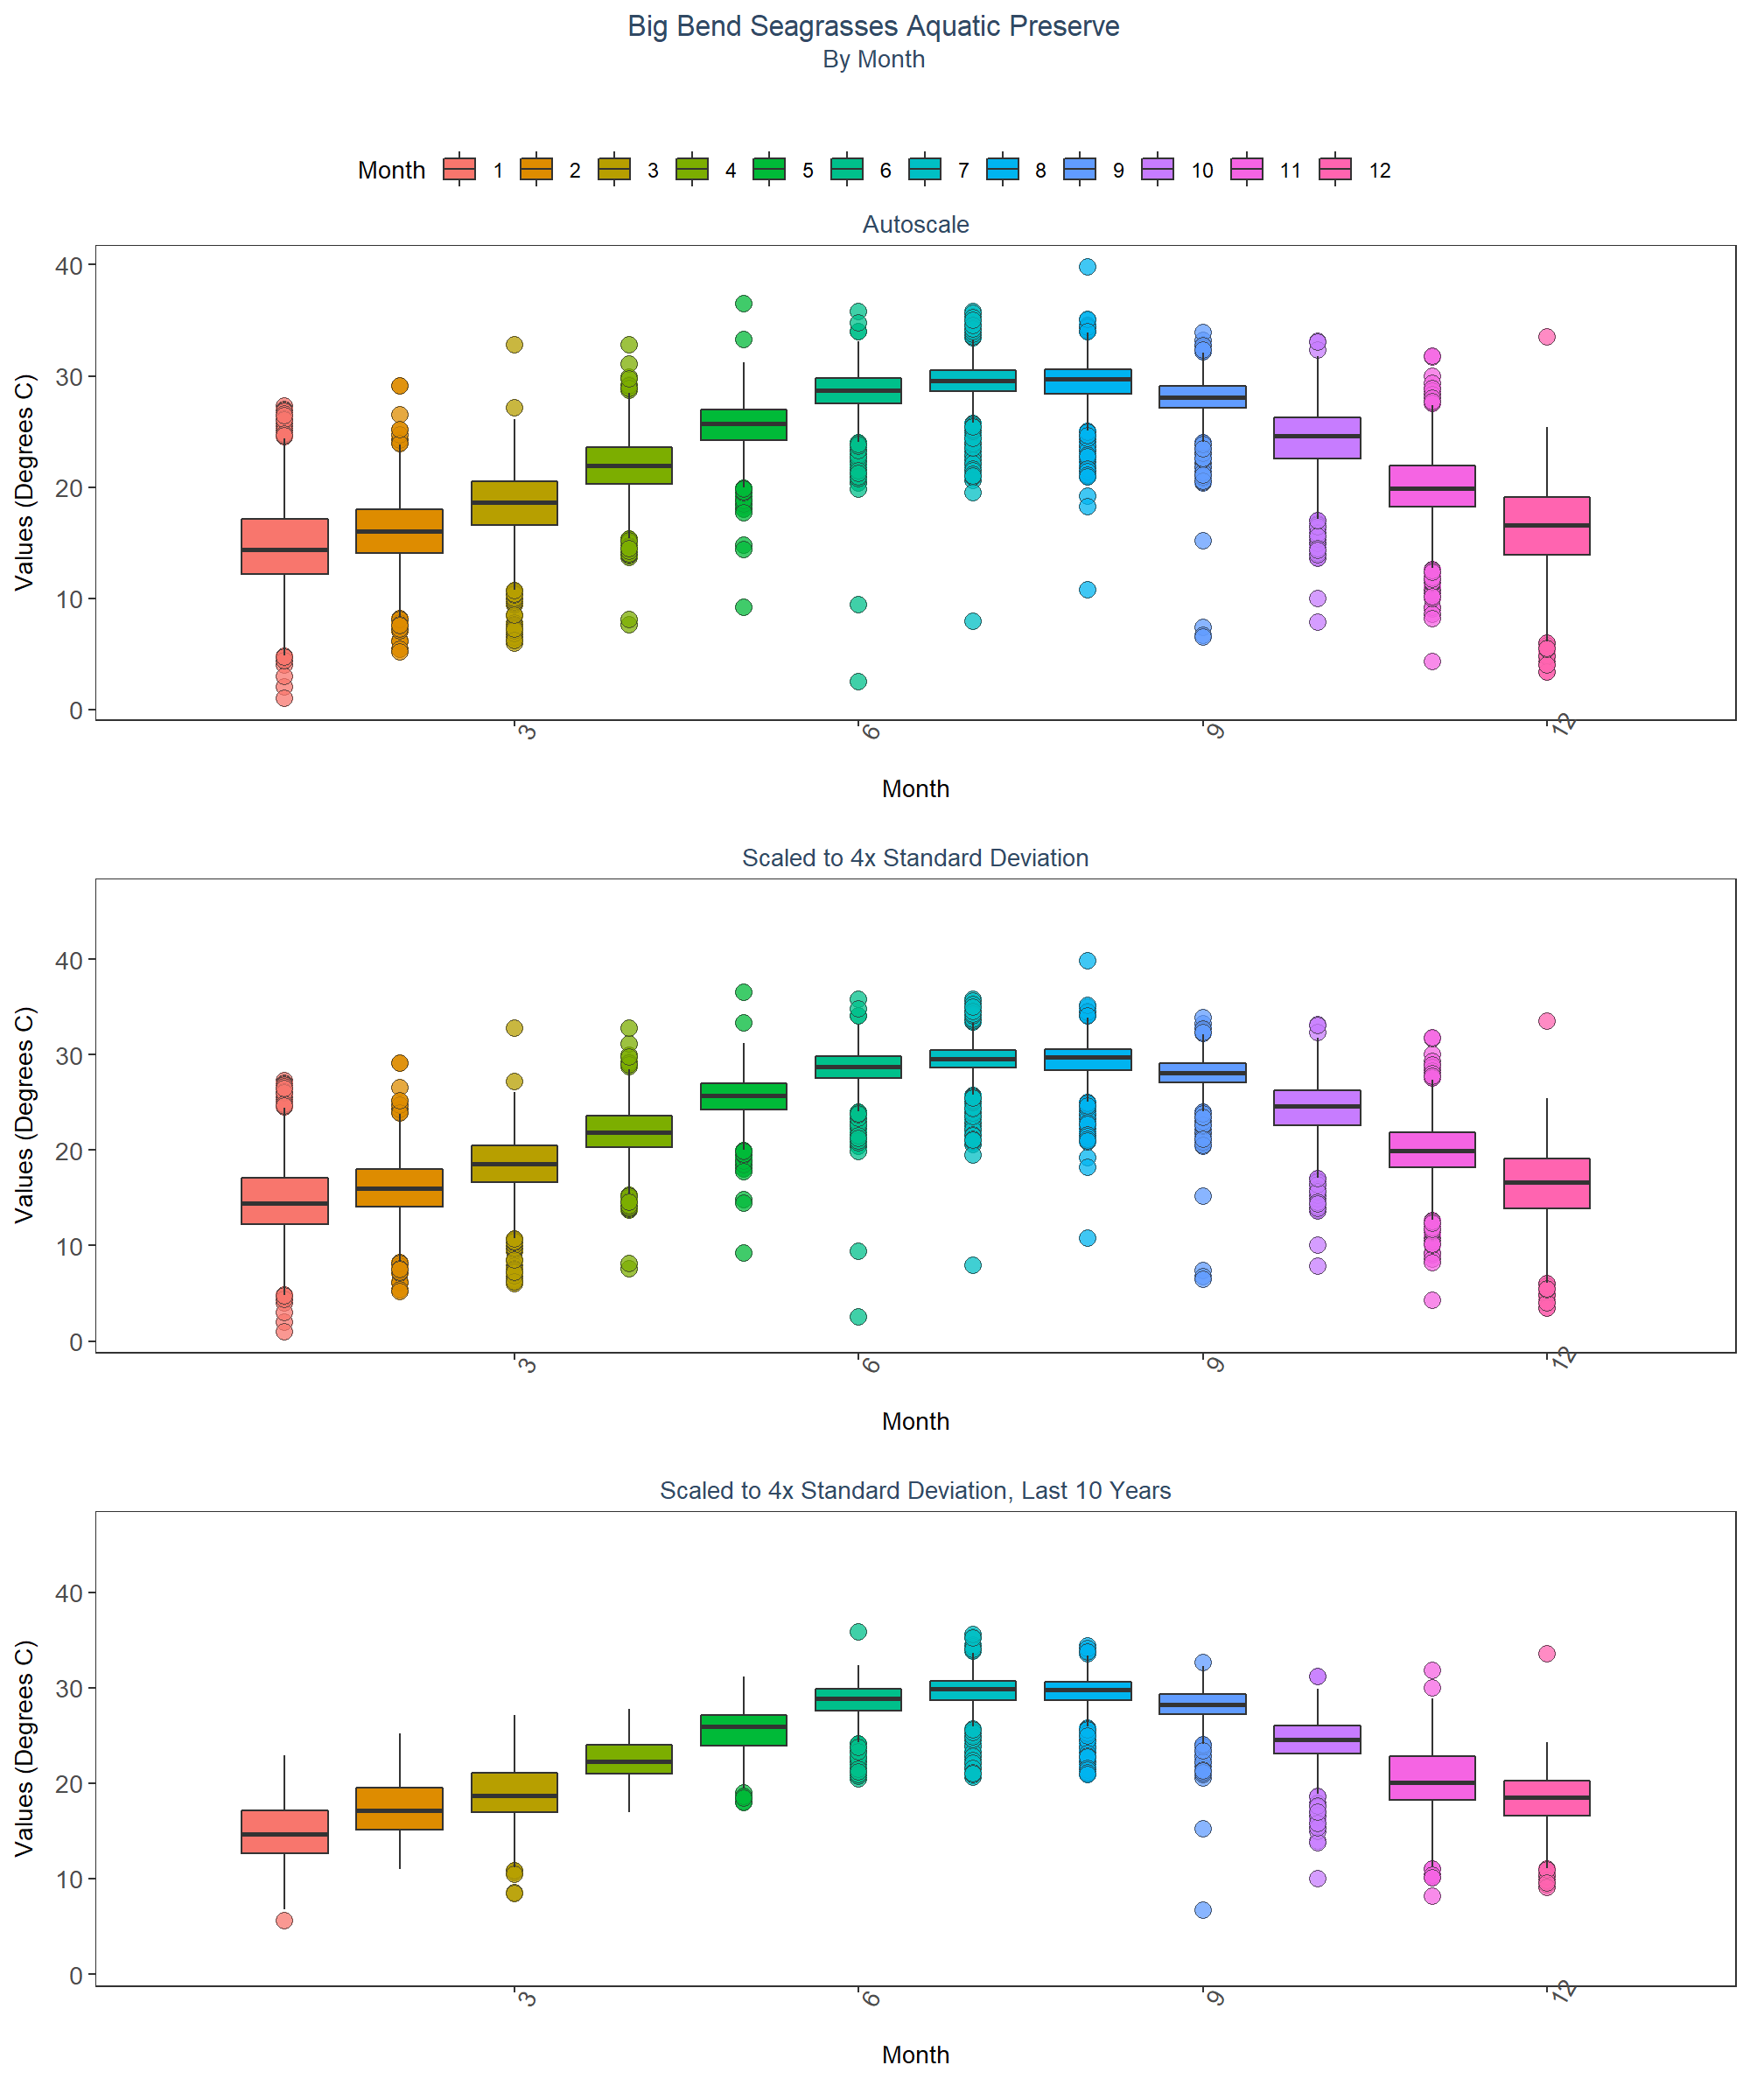 Big Bend Seagrasses Aquatic Preserve
By Month
Month 1 2 3 4 5 6 7 8 9 10 11 12
Autoscale
Values (Degrees C)
40
30
20
10
0
3 6 9 12
Month
Scaled to 4x Standard Deviation
Values (Degrees C)
40
30
20
10
0
3 6 9 12
Month
Scaled to 4x Standard Deviation, Last 10 Years
Values (Degrees C)
40
30
20
10
0
3 6 9 12
Month